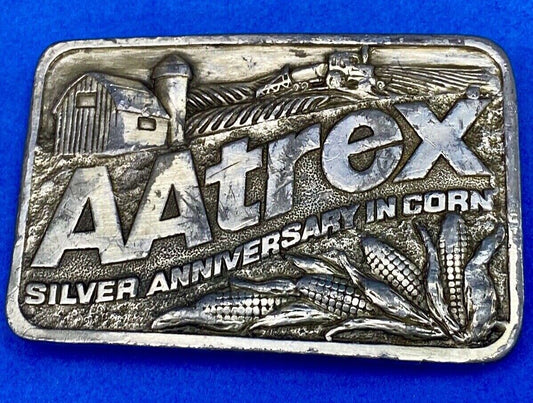 AAtrex
SILVER ANNIVERSARY IN CORN